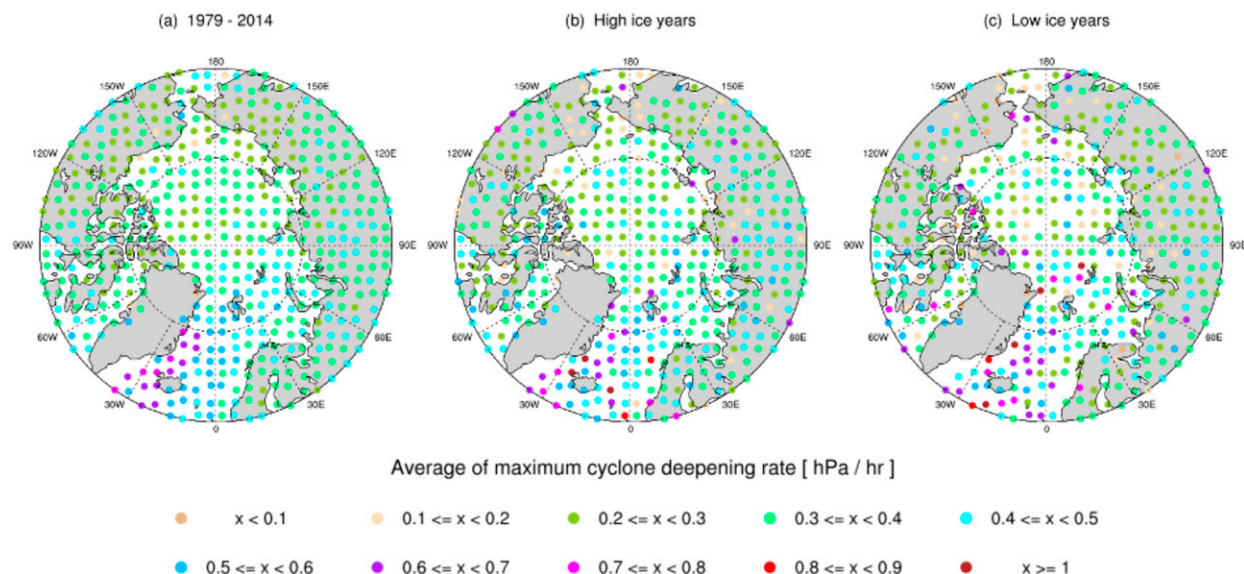 (a) 1979 - 2014
(b) High ice years
(c) Low ice years
180
150W
150E
120W
120E
90W
90E
60W
60E
30W
30E
0
180
150W
150E
120W
120E
90W
90E
60W
60E
30W
30E
0
180
150W
150E
120W
120E
90W
90E
60W
60E
30W
30E
0
Average of maximum cyclone deepening rate [ hPa / hr ]
x < 0.1
0.1 <= x < 0.2
0.2 <= x < 0.3
0.3 <= x < 0.4
0.4 <= x < 0.5
0.5 <= x < 0.6
0.6 <= x < 0.7
0.7 <= x < 0.8
0.8 <= x < 0.9
x >= 1